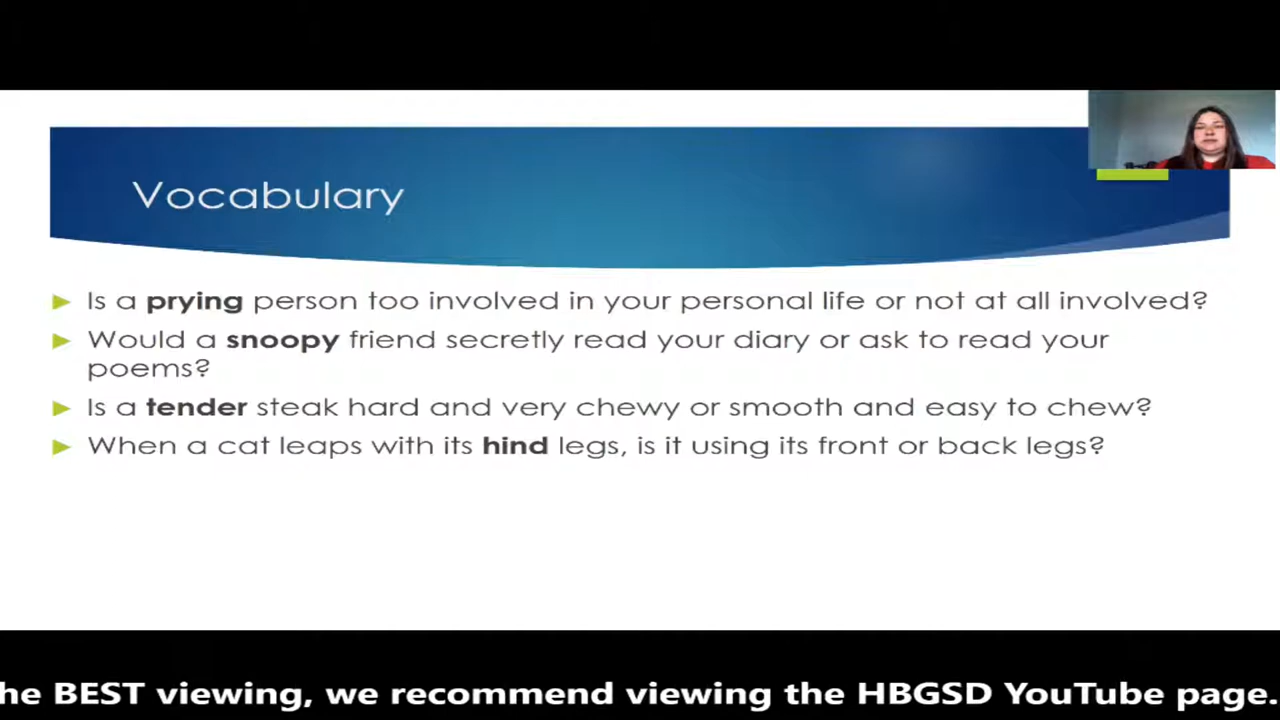 Vocabulary
Is a prying person too involved in your personal life or not at all involved?
Would a snoopy friend secretly read your diary or ask to read your
poems?
Is a tender steak hard and very chewy or smooth and easy to chew?
When a cat leaps with its hind legs, is it using its front or back legs?
he BEST viewing, we recommend viewing the HBGSD YouTube page.